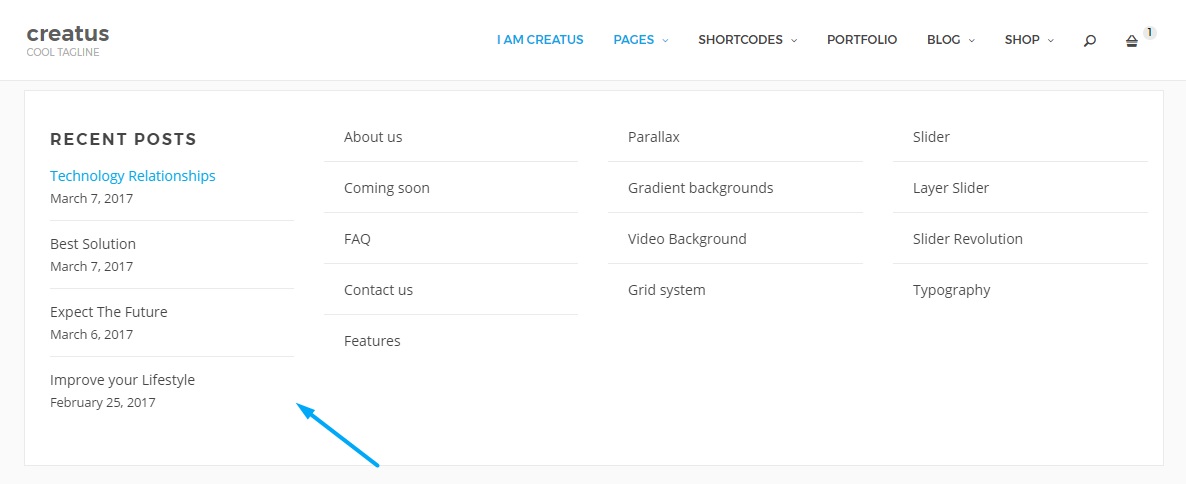 creatus
COOL TAGLINE
I AM CREATUS
PAGES
SHORTCODES
PORTFOLIO
BLOG
SHOP
1
RECENT POSTS
Technology Relationships
March 7, 2017
Best Solution
March 7, 2017
Expect The Future
March 6, 2017
Improve your Lifestyle
February 25, 2017
About us
Coming soon
FAQ
Contact us
Features
Parallax
Gradient backgrounds
Video Background
Grid system
Slider
Layer Slider
Slider Revolution
Typography